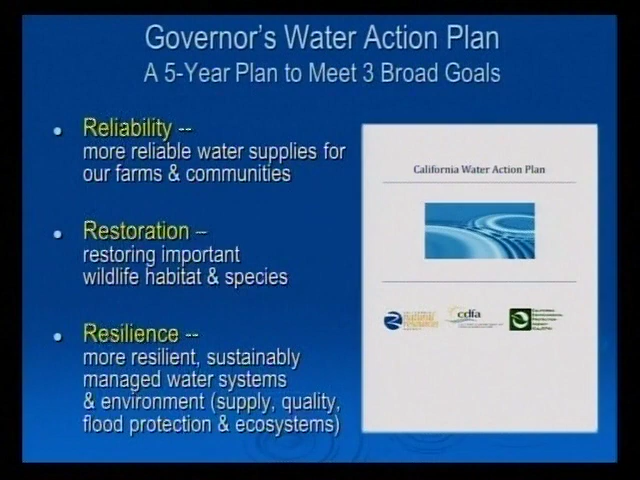 Governor's Water Action Plan
A 5-Year Plan to Meet 3 Broad Goals
• Reliability --
more reliable water supplies for
our farms & communities
• Restoration –
restoring important
wildlife habitat & species
• Resilience --
more resilient, sustainably
managed water systems
& environment (supply, quality,
flood protection & ecosystems)
California Water Action Plan
cdfa